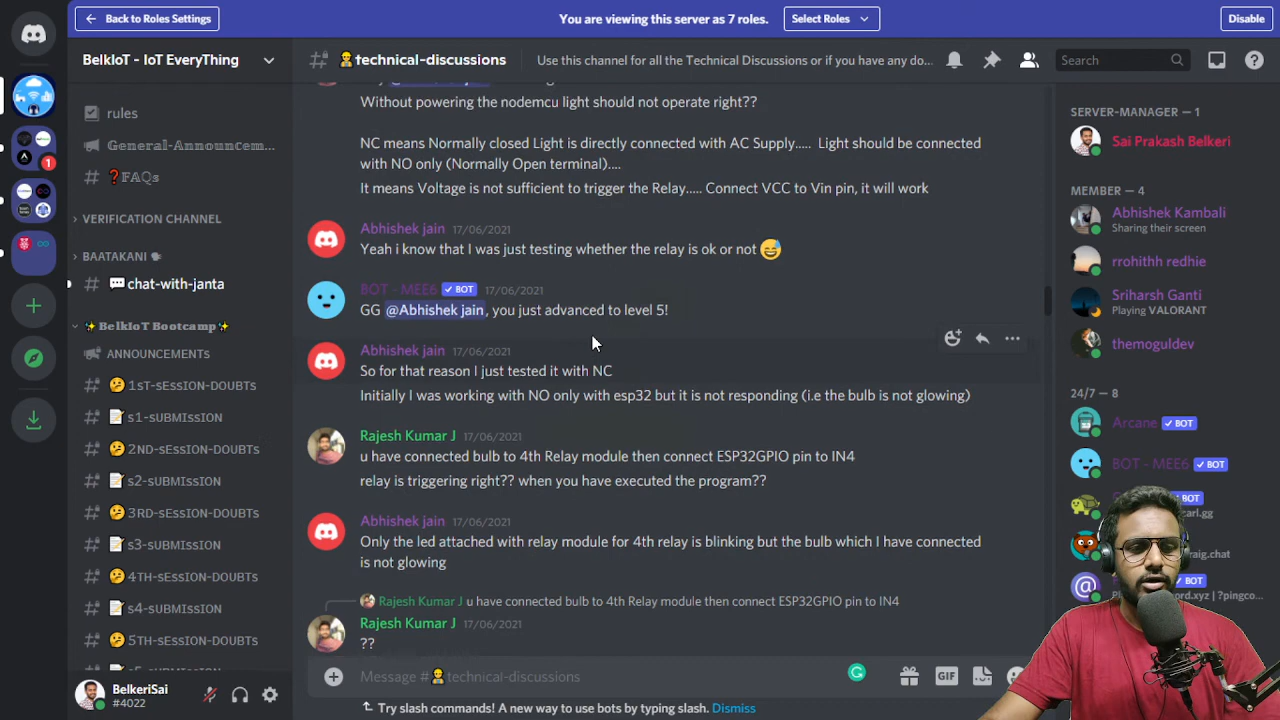 Back to Roles Settings
You are viewing this server as 7 roles.
Select Roles
Disable
BelkIoT - IoT EveryThing
technical-discussions
Use this channel for all the Technical Discussions or if you have any do...
Search
rules
General-Announcem...
❓FAQs
VERIFICATION CHANNEL
BAATAKANI
chat-with-janta
✨BelkIoT Bootcamp✨
ANNOUNCEMENTS
1sT-sEssION-DOUBTs
s1-sUBMIssION
2ND-sEssION-DOUBTs
s2-sUBMIssION
3RD-sEssION-DOUBTs
s3-sUBMIssION
4TH-sEssION-DOUBTs
s4-sUBMIssION
5TH-sEssION-DOUBTs
BelkeriSai
#4022
1
Without powering the nodemcu light should not operate right??
NC means Normally closed Light is directly connected with AC Supply..... Light should be connected
with NO only (Normally Open terminal)....
It means Voltage is not sufficient to trigger the Relay..... Connect VCC to Vin pin, it will work
Abhishek jain 17/06/2021
Yeah i know that I was just testing whether the relay is ok or not 😅
BOT - MEE6 ✓ BOT 17/06/2021
GG @Abhishek jain, you just advanced to level 5!
Abhishek jain 17/06/2021
So for that reason I just tested it with NC
Initially I was working with NO only with esp32 but it is not responding (i.e the bulb is not glowing)
Rajesh Kumar J 17/06/2021
u have connected bulb to 4th Relay module then connect ESP32GPIO pin to IN4
relay is triggering right?? when you have executed the program??
Abhishek jain 17/06/2021
Only the led attached with relay module for 4th relay is blinking but the bulb which I have connected
is not glowing
Rajesh Kumar J u have connected bulb to 4th Relay module then connect ESP32GPIO pin to IN4
Rajesh Kumar J 17/06/2021
??
Message #technical-discussions
GIF
Try slash commands! A new way to use bots by typing slash. Dismiss
SERVER-MANAGER — 1
Sai Prakash Belkeri
MEMBER — 4
Abhishek Kambali
Sharing their screen
rrohithh redhie
Sriharsh Ganti
Playing VALORANT
themoguldev
24/7 — 8
Arcane ✓ BOT
BOT - MEE6 ✓ BOT
BOT
carl.gg
raig.chat
BOT